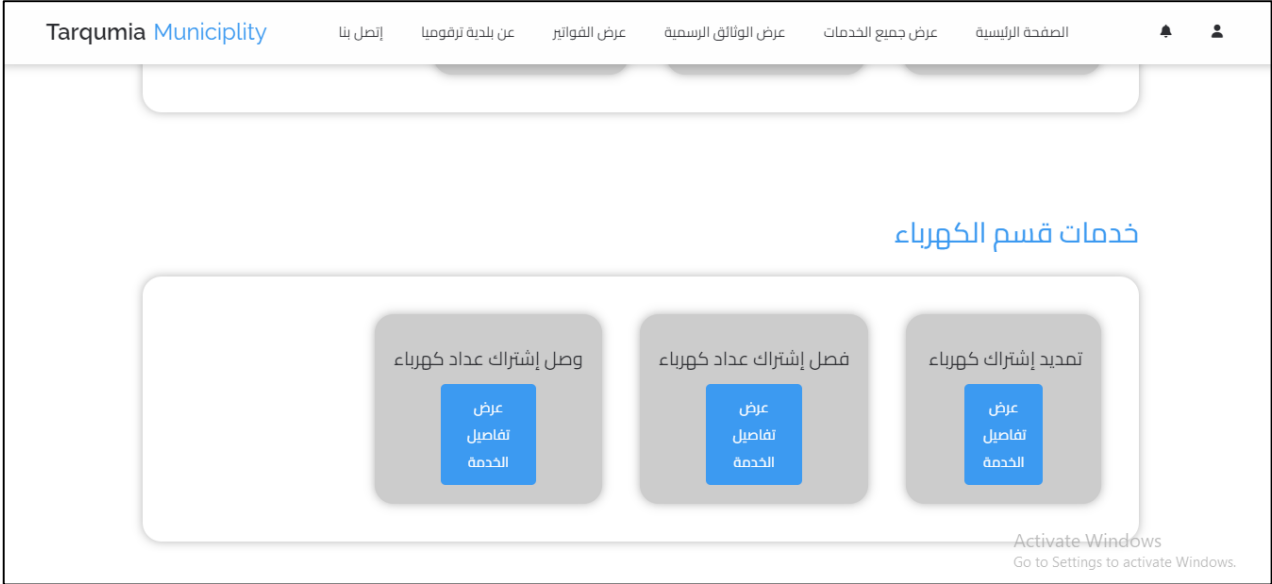 Tarqumia Municiplity
الصفحة الرئيسية
عرض جميع الخدمات
عرض الوثائق الرسمية
عرض الفواتير
عن بلدية ترقوميا
إتصل بنا
خدمات قسم الكهرباء
تمديد إشتراك كهرباء
عرض
تفاصيل
الخدمة
فصل إشتراك عداد كهرباء
عرض
تفاصيل
الخدمة
وصل إشتراك عداد كهرباء
عرض
تفاصيل
الخدمة
Activate Windows
Go to Settings to activate Windows.